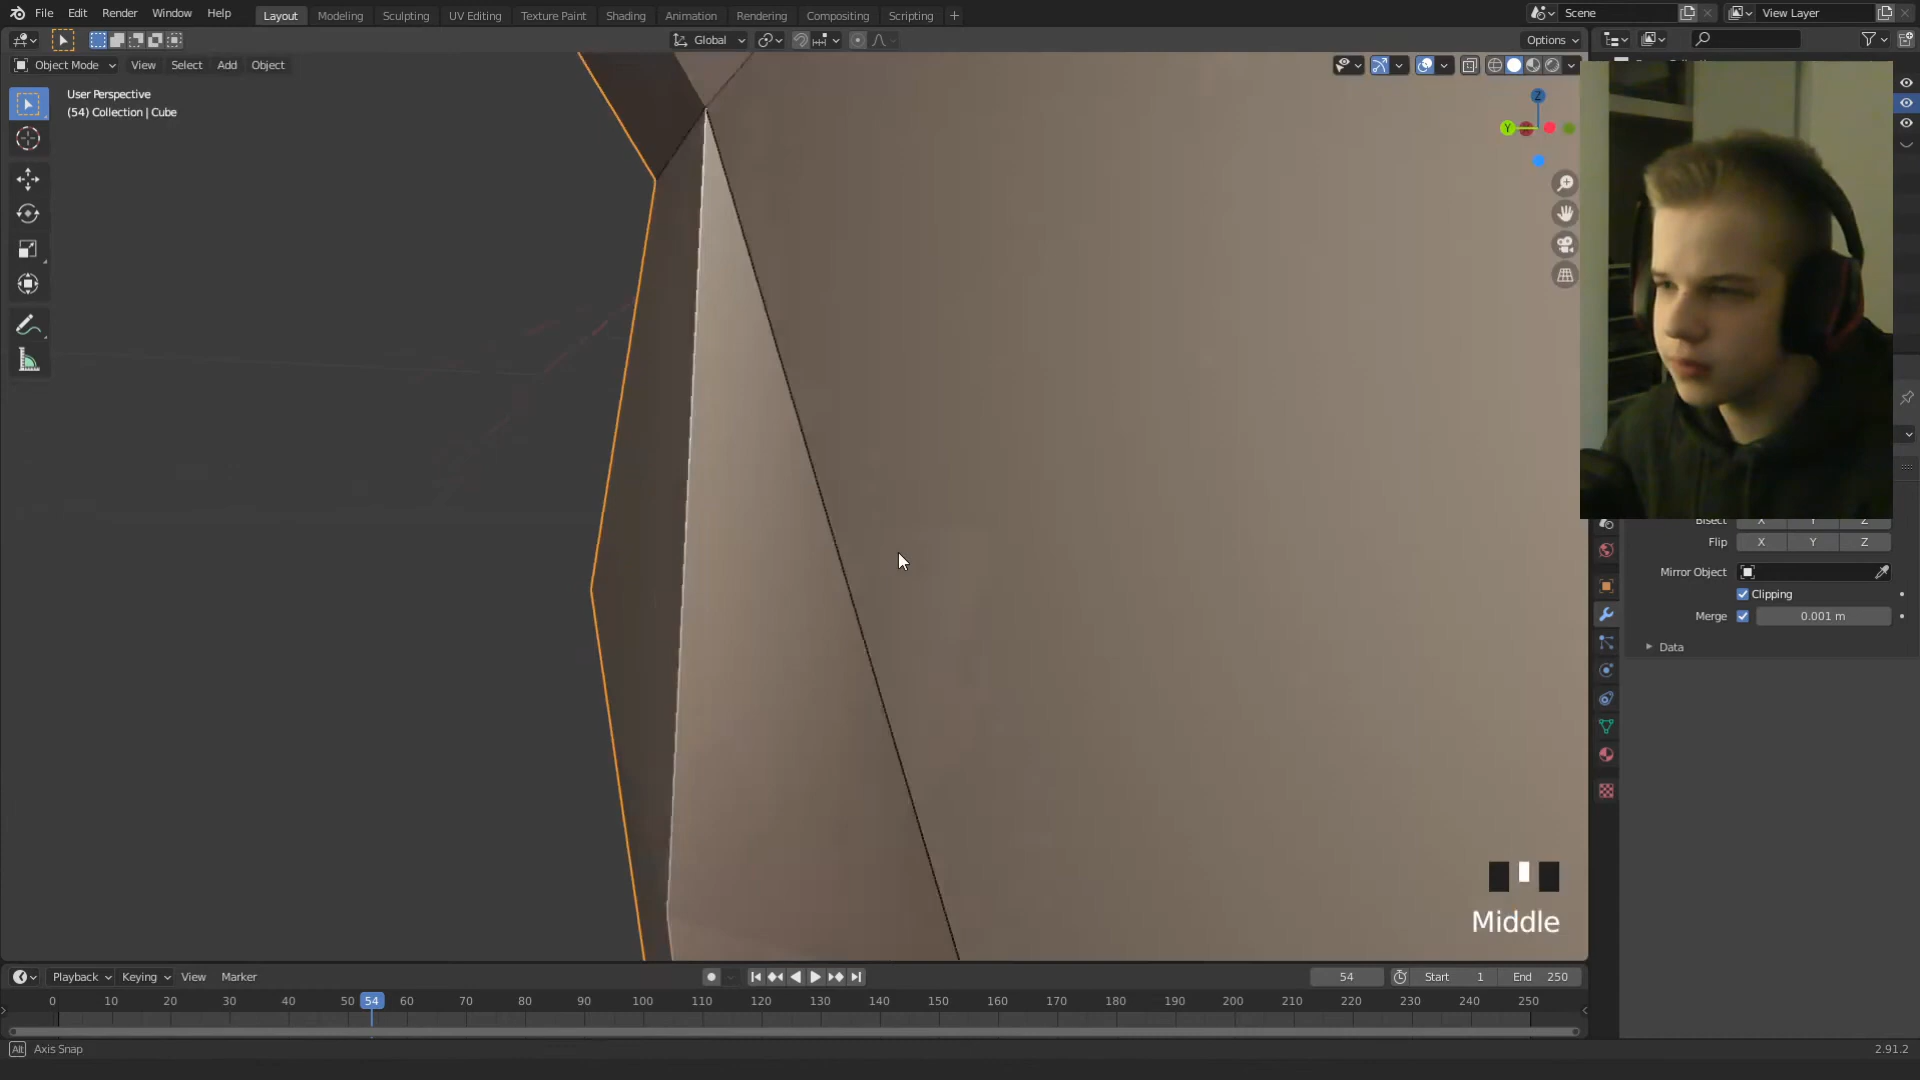 File Edit Render Window Help Layout Modeling Sculpting UV Editing Texture Paint Shading Animation Rendering Compositing Scripting + Scene View Layer
Global Options
Object Mode View Select Add Object
User Perspective
(54) Collection | Cube
Z
Y
Bisect X Y Z
Flip X Y Z
Mirror Object
Clipping
Merge 0.001 m
Data
Middle
Playback Keying View Marker 54 Start 1 End 250
0 10 20 30 40 50 54 60 70 80 90 100 110 120 130 140 150 160 170 180 190 200 210 220 230 240 250
Alt Axis Snap 2.91.2